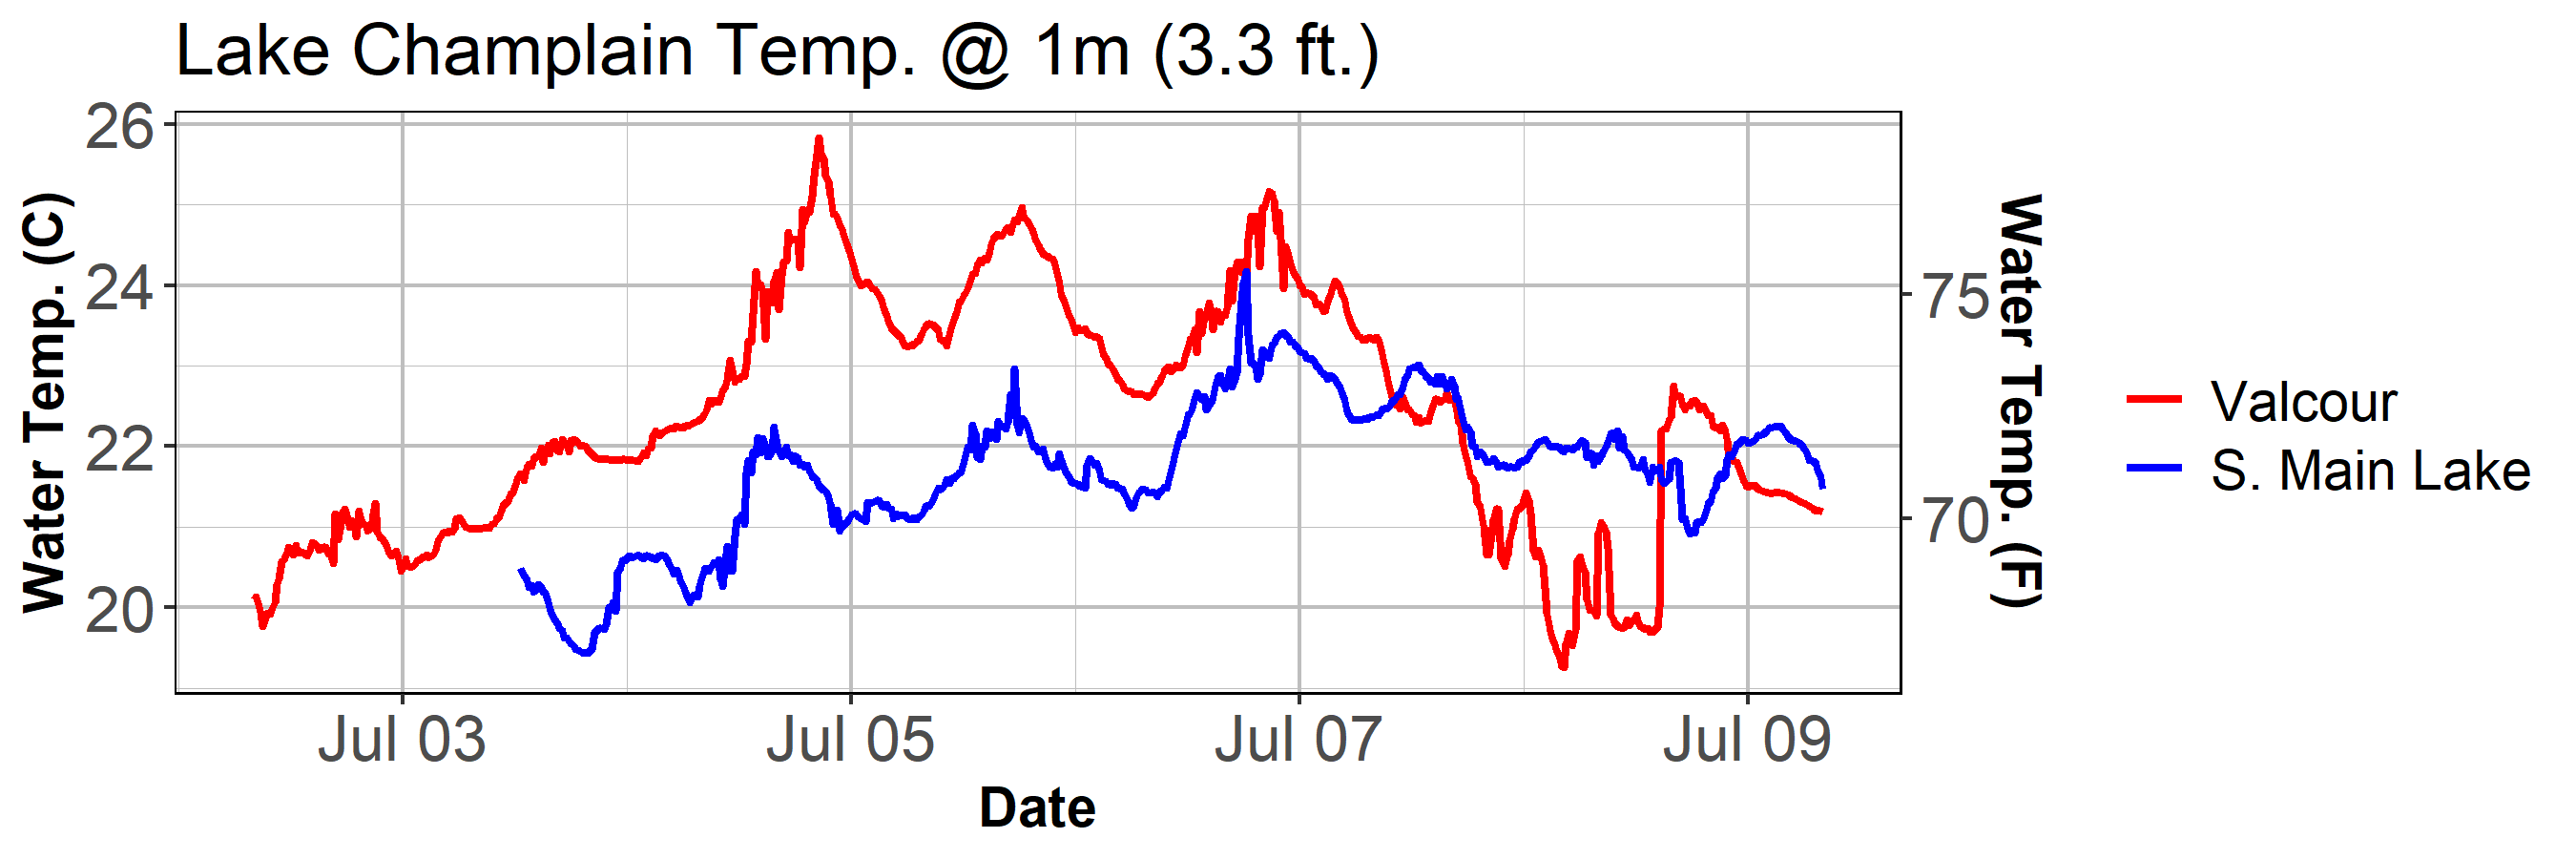 Lake Champlain Temp. @ 1m (3.3 ft.)
26
24
22
20
Water Temp. (C)
75
70
Water Temp. (F)
Jul 03
Jul 05
Jul 07
Jul 09
Date
Valcour
S. Main Lake